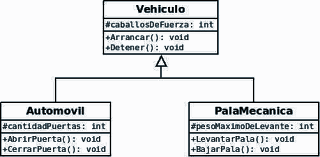 Vehiculo
#caballosDeFuerza: int
+Arrancar(): void
+Detener(): void
Automovil
#cantidadPuertas: int
+AbrirPuerta(): void
+CerrarPuerta(): void
PalaMecanica
#pesoMaximoDeLevante: int
+LevantarPala(): void
+BajarPala(): void